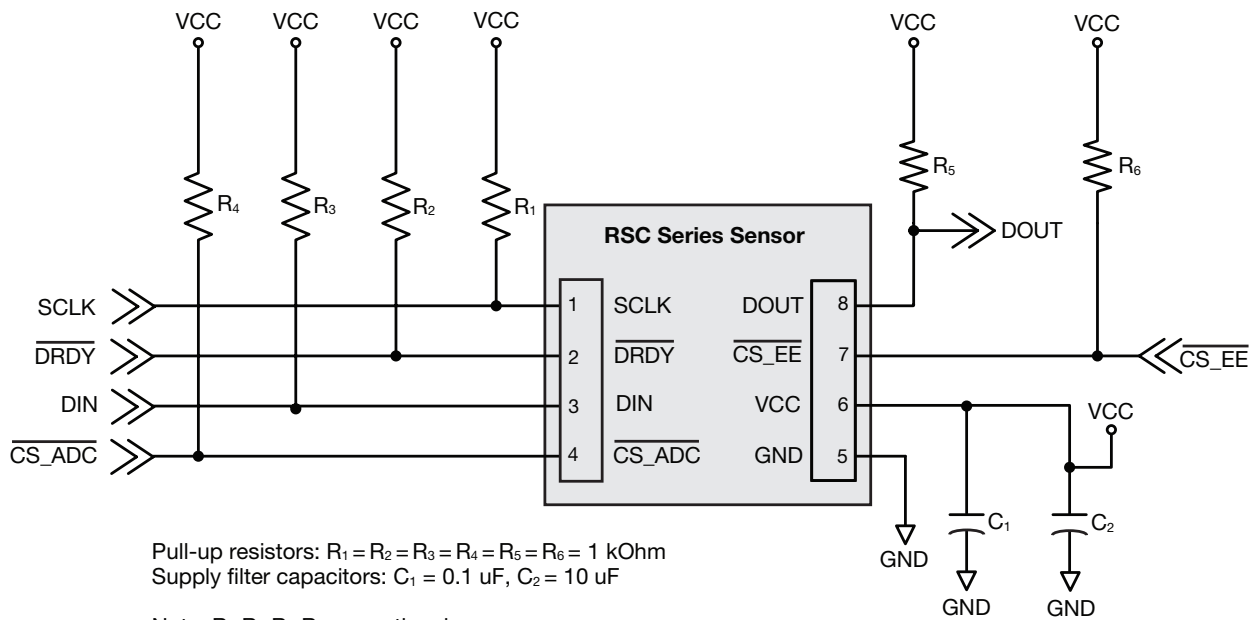 VCC VCC VCC VCC VCC VCC
R₄ R₃ R₂ R₁ R₅ R₆
RSC Series Sensor
DOUT
SCLK 1 SCLK DOUT 8
DRDY 2 DRDY CS_EE 7 CS_EE
DIN 3 DIN VCC 6 VCC
CS_ADC 4 CS_ADC GND 5
C₁ C₂
GND GND GND
Pull-up resistors: R₁ = R₂ = R₃ = R₄ = R₅ = R₆ = 1 kOhm
Supply filter capacitors: C₁ = 0.1 uF, C₂ = 10 uF